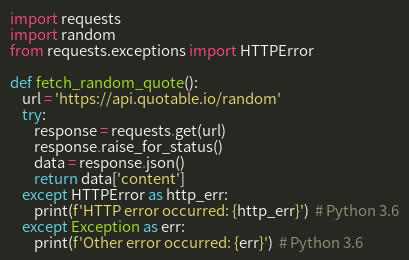 import requests
import random
from requests.exceptions import HTTPError

def fetch_random_quote():
    url = 'https://api.quotable.io/random'
    try:
        response = requests.get(url)
        response.raise_for_status()
        data = response.json()
        return data['content']
    except HTTPError as http_err:
        print(f'HTTP error occurred: {http_err}')  # Python 3.6
    except Exception as err:
        print(f'Other error occurred: {err}')  # Python 3.6